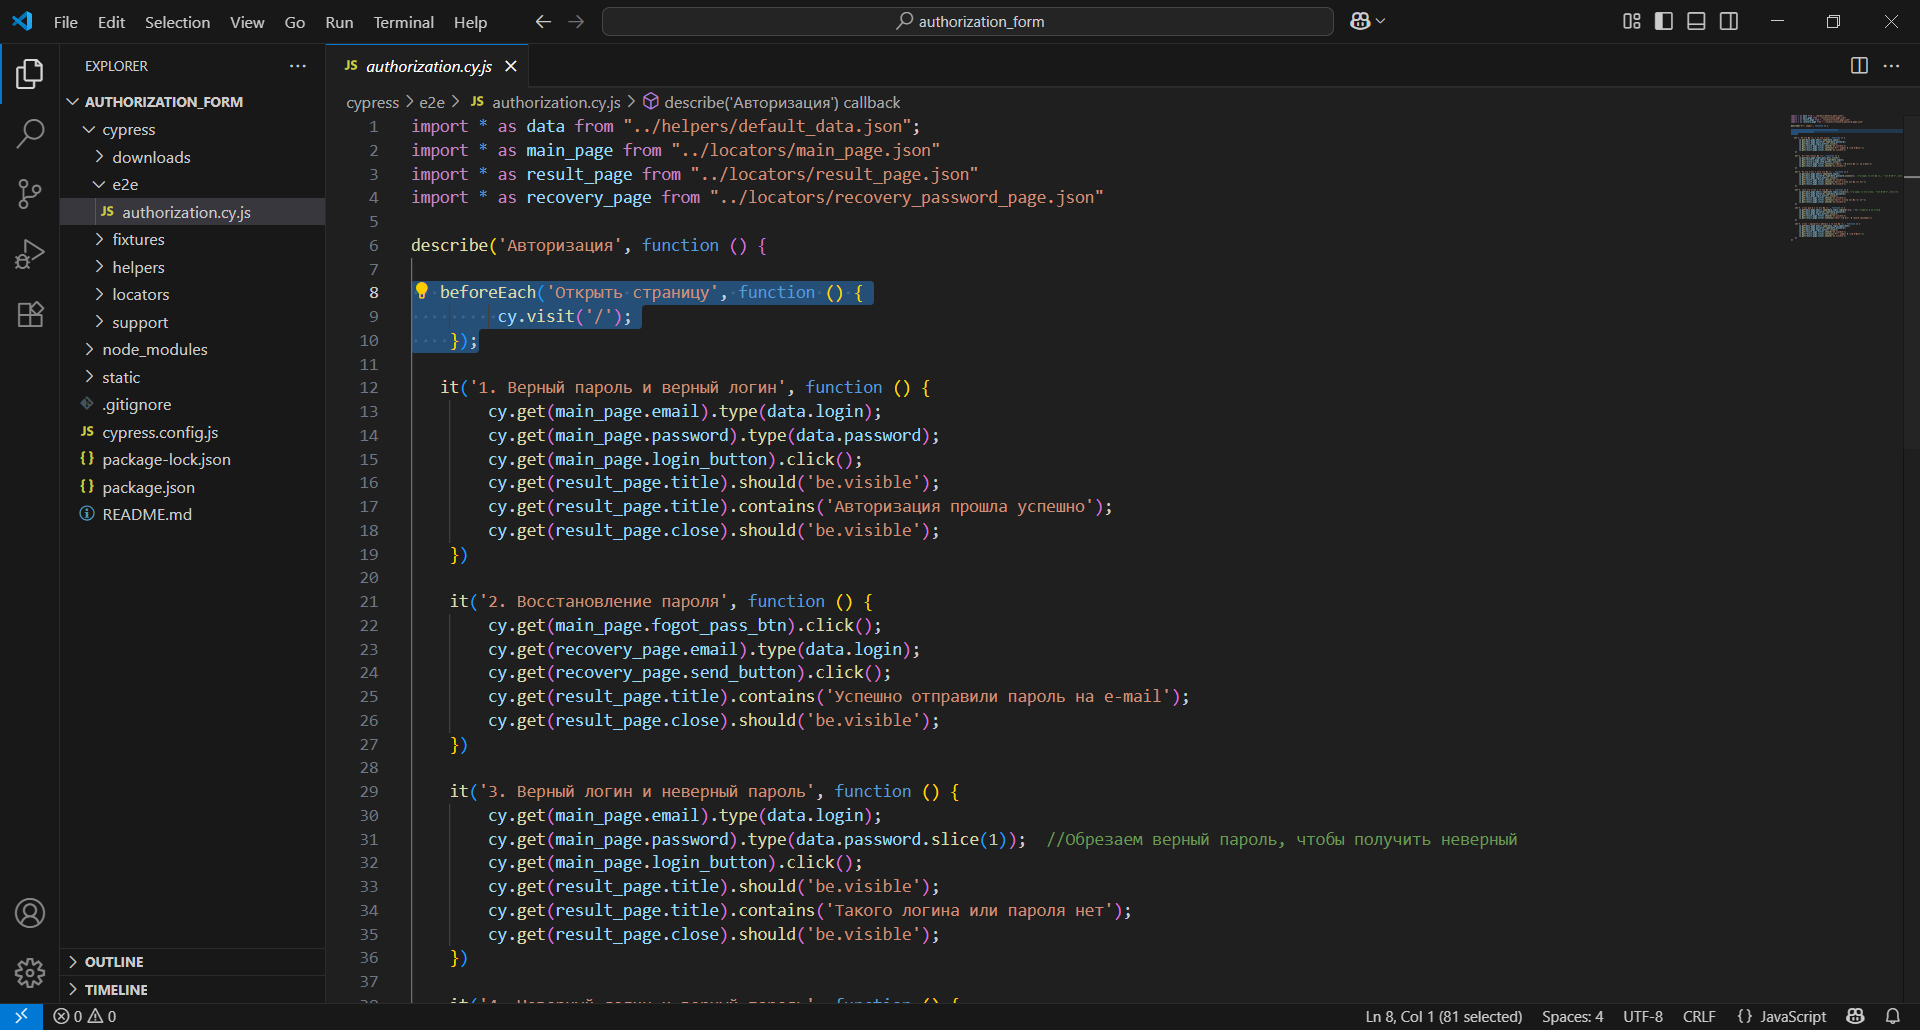 File Edit Selection View Go Run Terminal Help
authorization_form
EXPLORER
AUTHORIZATION_FORM
cypress
downloads
e2e
JS authorization.cy.js
fixtures
helpers
locators
support
node_modules
static
.gitignore
JS cypress.config.js
{} package-lock.json
{} package.json
README.md
OUTLINE
TIMELINE
JS authorization.cy.js
cypress > e2e > JS authorization.cy.js > describe('Авторизация') callback
1 import * as data from "../helpers/default_data.json";
2 import * as main_page from "../locators/main_page.json"
3 import * as result_page from "../locators/result_page.json"
4 import * as recovery_page from "../locators/recovery_password_page.json"
5
6 describe('Авторизация', function () {
7
8 beforeEach('Открыть страницу', function () {
9 cy.visit('/');
10 });
11
12 it('1. Верный пароль и верный логин', function () {
13 cy.get(main_page.email).type(data.login);
14 cy.get(main_page.password).type(data.password);
15 cy.get(main_page.login_button).click();
16 cy.get(result_page.title).should('be.visible');
17 cy.get(result_page.title).contains('Авторизация прошла успешно');
18 cy.get(result_page.close).should('be.visible');
19 })
20
21 it('2. Восстановление пароля', function () {
22 cy.get(main_page.fogot_pass_btn).click();
23 cy.get(recovery_page.email).type(data.login);
24 cy.get(recovery_page.send_button).click();
25 cy.get(result_page.title).contains('Успешно отправили пароль на e-mail');
26 cy.get(result_page.close).should('be.visible');
27 })
28
29 it('3. Верный логин и неверный пароль', function () {
30 cy.get(main_page.email).type(data.login);
31 cy.get(main_page.password).type(data.password.slice(1)); //Обрезаем верный пароль, чтобы получить неверный
32 cy.get(main_page.login_button).click();
33 cy.get(result_page.title).should('be.visible');
34 cy.get(result_page.title).contains('Такого логина или пароля нет');
35 cy.get(result_page.close).should('be.visible');
36 })
37
0 0
Ln 8, Col 1 (81 selected) Spaces: 4 UTF-8 CRLF {} JavaScript